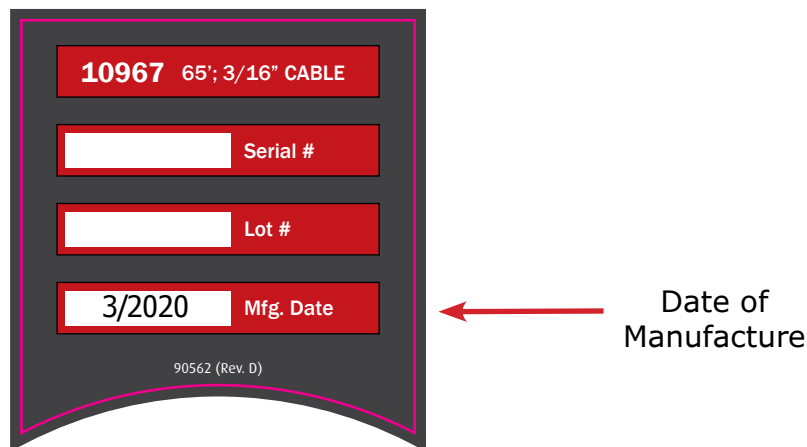 10967 65’; 3/16” CABLE
Serial #
Lot #
3/2020 Mfg. Date
Date of
Manufacture
90562 (Rev. D)